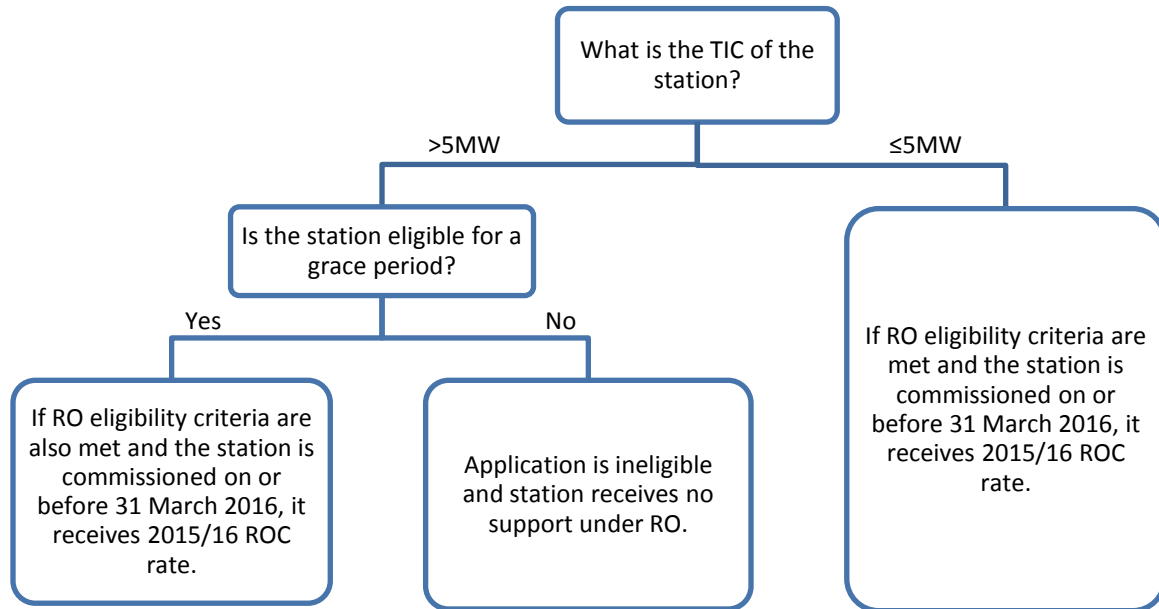 What is the TIC of the
station?
>5MW
≤5MW
Is the station eligible for a
grace period?
Yes
No
If RO eligibility criteria are
also met and the station is
commissioned on or
before 31 March 2016, it
receives 2015/16 ROC
rate.
Application is ineligible
and station receives no
support under RO.
If RO eligibility criteria are
met and the station is
commissioned on or
before 31 March 2016, it
receives 2015/16 ROC
rate.